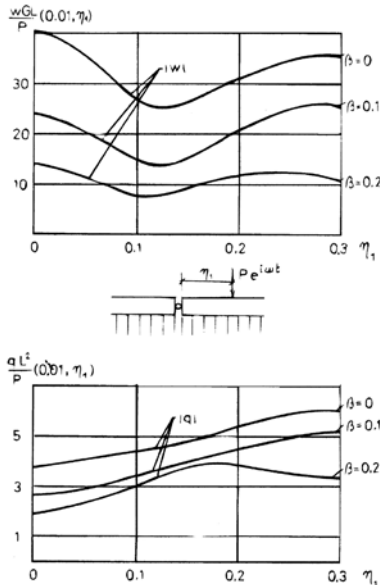 wGL/P (0.01, η₁)
30
20
10
0
|w|
β=0
β=0.1
β=0.2
0
0.1
0.2
0.3
η₁
η₁
P e^{iωt}
qL²/P (0.01, η₁)
5
3
1
|q|
β=0
β=0.1
β=0.2
0
0.1
0.2
0.3
η₁